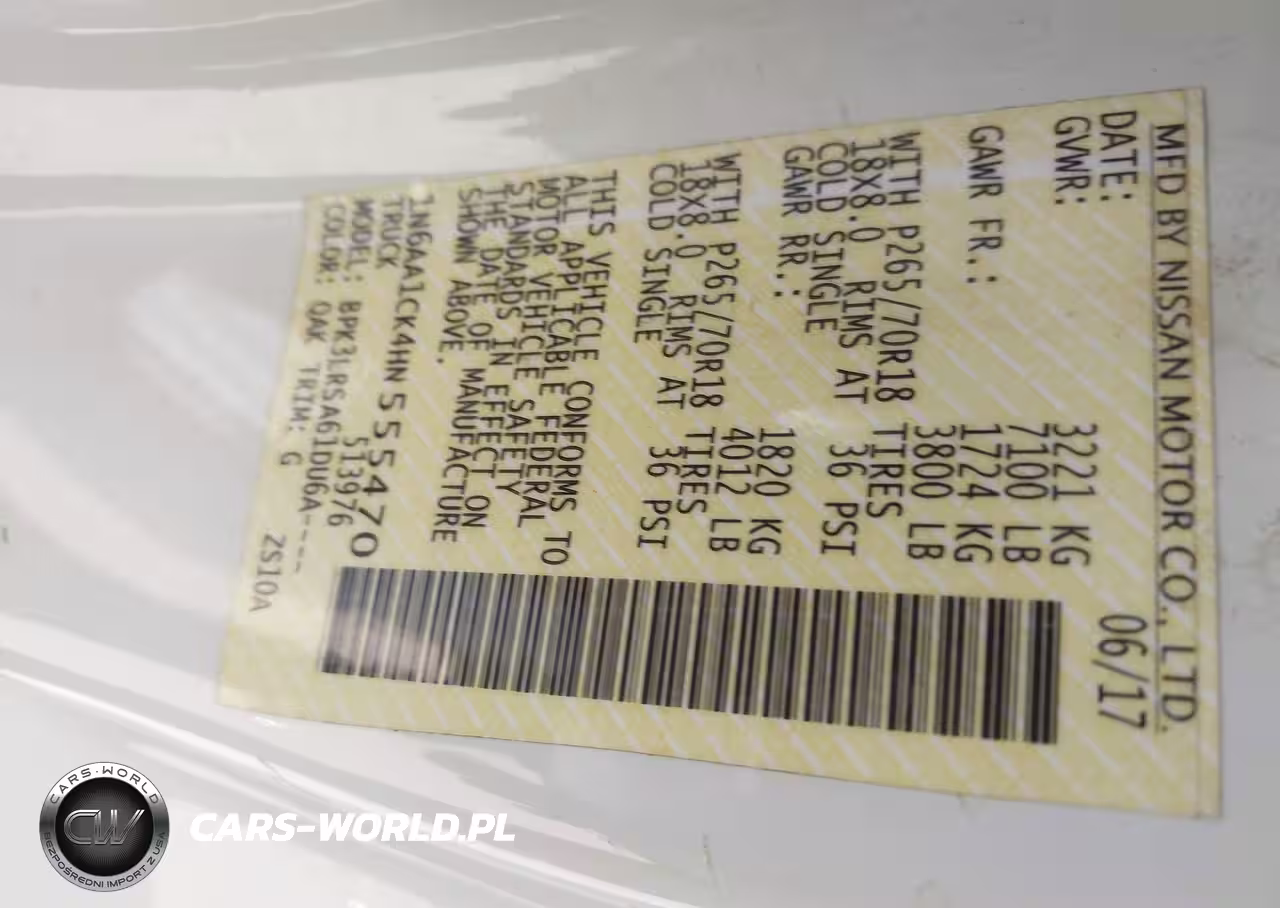 MFD BY NISSAN MOTOR CO., LTD.
DATE: 06/17
GVWR: 3221 KG
7100 LB
GAWR FR.: 1724 KG
3800 LB
WITH P265/70R18 TIRES
18X8.0 RIMS AT 36 PSI
COLD SINGLE
GAWR RR.: 1820 KG
4012 LB
WITH P265/70R18 TIRES
18X8.0 RIMS AT 36 PSI
COLD SINGLE
THIS VEHICLE CONFORMS TO
ALL APPLICABLE FEDERAL
MOTOR VEHICLE SAFETY
STANDARDS IN EFFECT ON
THE DATE OF MANUFACTURE
SHOWN ABOVE.
1N6AA1CK4HN555470
TRUCK 513976
MODEL: BPK3LRSA61DU6A----
COLOR: QAK TRIM: G
2S10A
CARS-WORLD
CW
BEZPOŚREDNI IMPORT Z USA
CARS-WORLD.PL